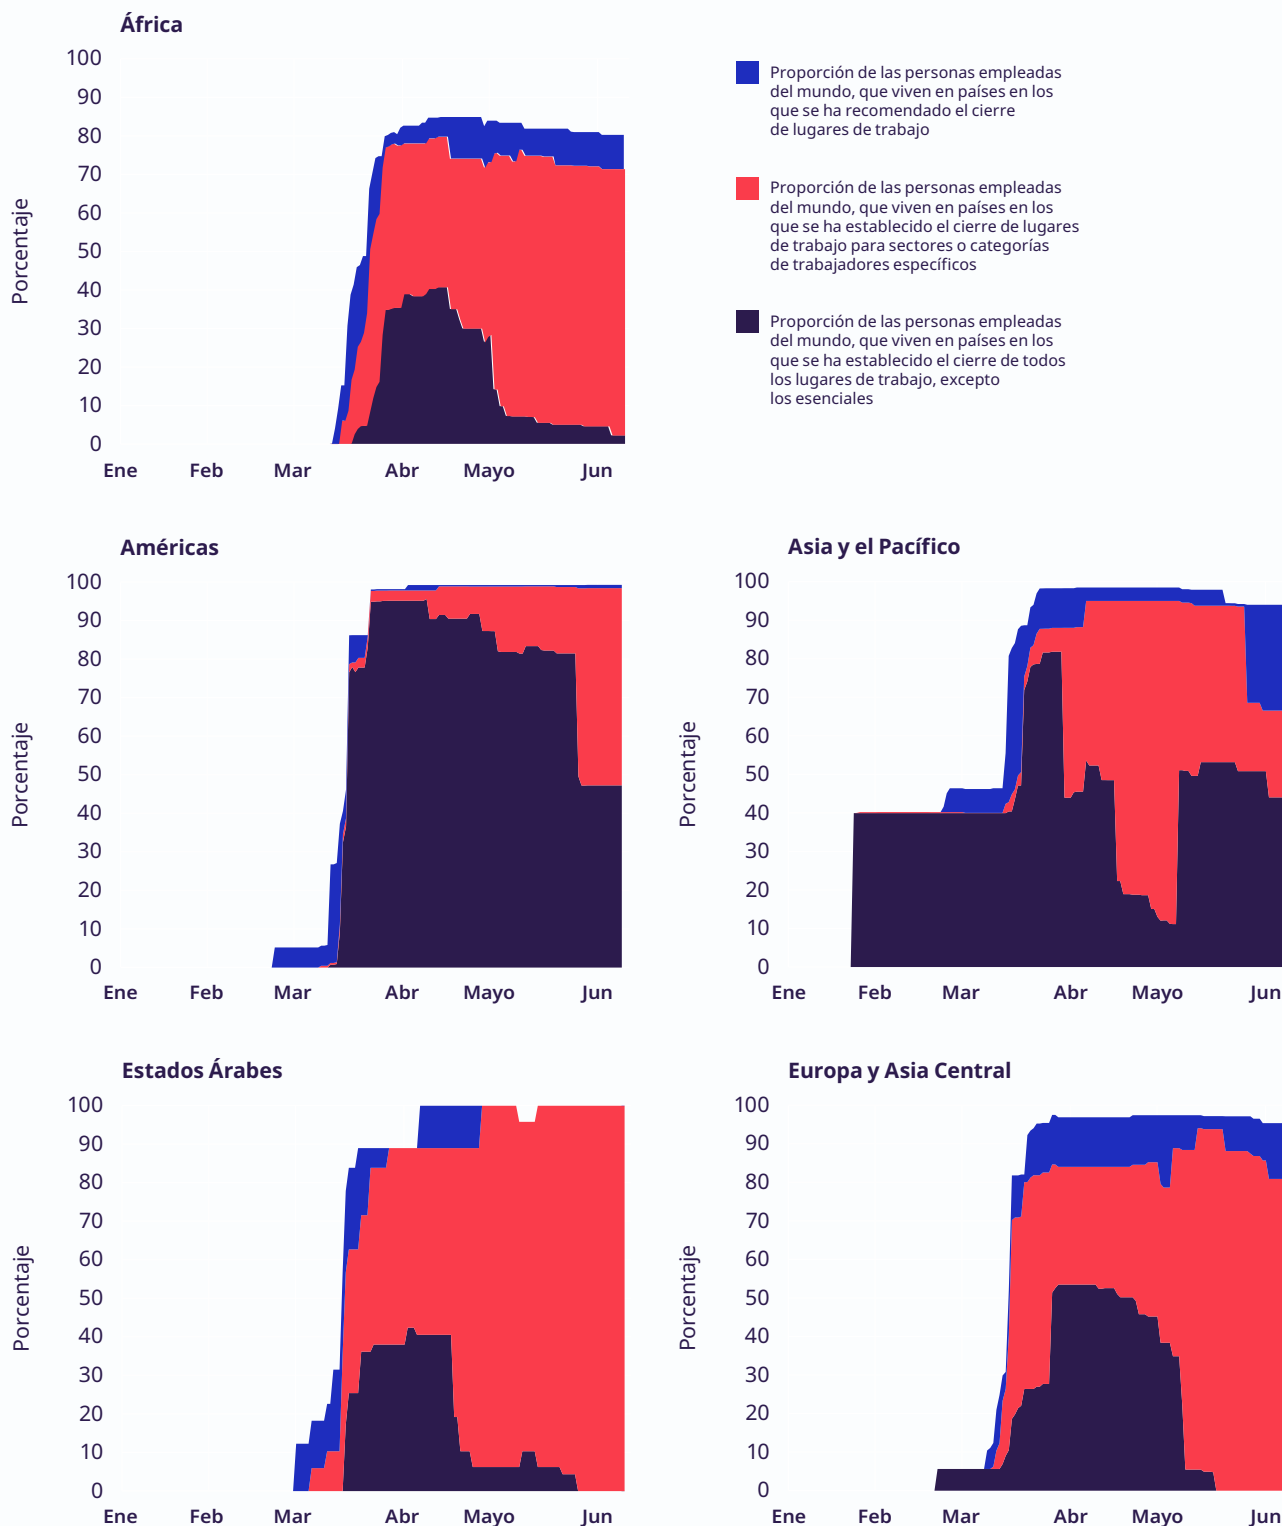 África
100
90
80
70
60
50
40
30
20
10
0
Porcentaje
Ene Feb Mar Abr Mayo Jun
Proporción de las personas empleadas
del mundo, que viven en países en los
que se ha recomendado el cierre
de lugares de trabajo
Proporción de las personas empleadas
del mundo, que viven en países en los
que se ha establecido el cierre de lugares
de trabajo para sectores o categorías
de trabajadores específicos
Proporción de las personas empleadas
del mundo, que viven en países en los
que se ha establecido el cierre de todos
los lugares de trabajo, excepto
los esenciales
Américas
100
90
80
70
60
50
40
30
20
10
0
Porcentaje
Ene Feb Mar Abr Mayo Jun
Asia y el Pacífico
100
90
80
70
60
50
40
30
20
10
0
Porcentaje
Ene Feb Mar Abr Mayo Jun
Estados Árabes
100
90
80
70
60
50
40
30
20
10
0
Porcentaje
Ene Feb Mar Abr Mayo Jun
Europa y Asia Central
100
90
80
70
60
50
40
30
20
10
0
Porcentaje
Ene Feb Mar Abr Mayo Jun